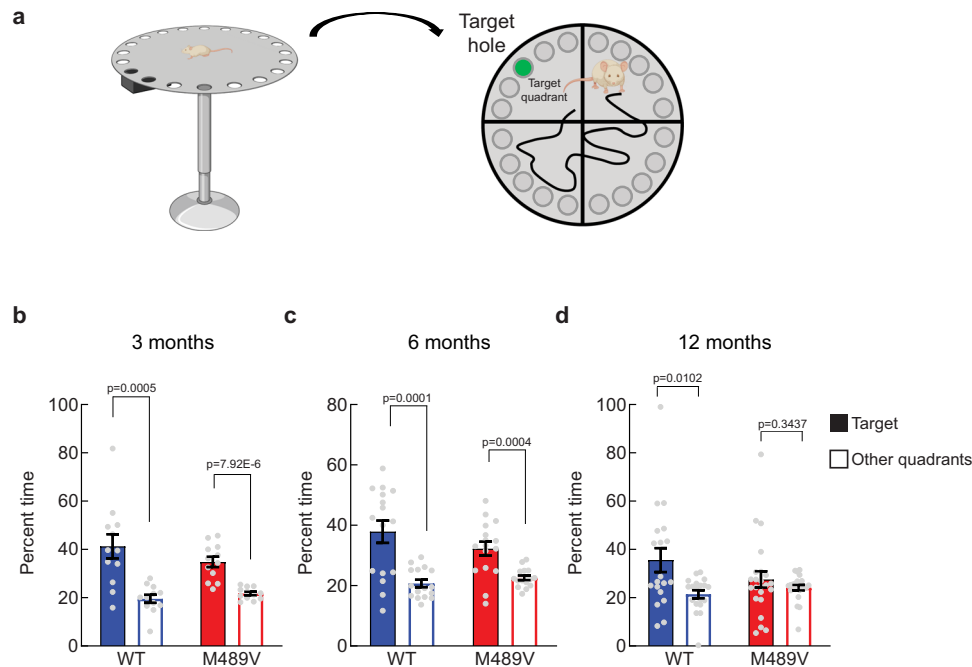 a
Target
hole
Target
quadrant
b
3 months
c
6 months
d
12 months
Percent time
100
80
60
40
20
0
p=0.0005
p=7.92E-6
WT
M489V
Percent time
80
60
40
20
0
p=0.0001
p=0.0004
WT
M489V
Percent time
100
80
60
40
20
0
p=0.0102
p=0.3437
WT
M489V
Target
Other quadrants